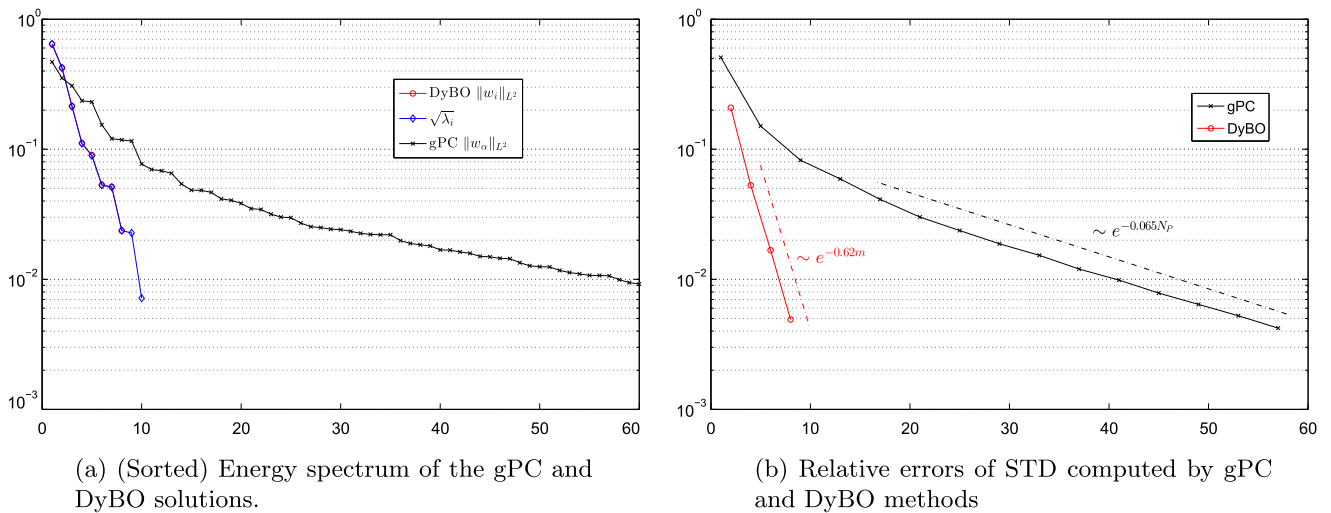 10^0
10^-1
10^-2
10^-3
0 10 20 30 40 50 60
DyBO ‖w_i‖_{L^2}
√λ_i
gPC ‖w_α‖_{L^2}
(a) (Sorted) Energy spectrum of the gPC and
DyBO solutions.
10^0
10^-1
10^-2
10^-3
0 10 20 30 40 50 60
gPC
DyBO
∼ e^{-0.065N_P}
∼ e^{-0.62m}
(b) Relative errors of STD computed by gPC
and DyBO methods